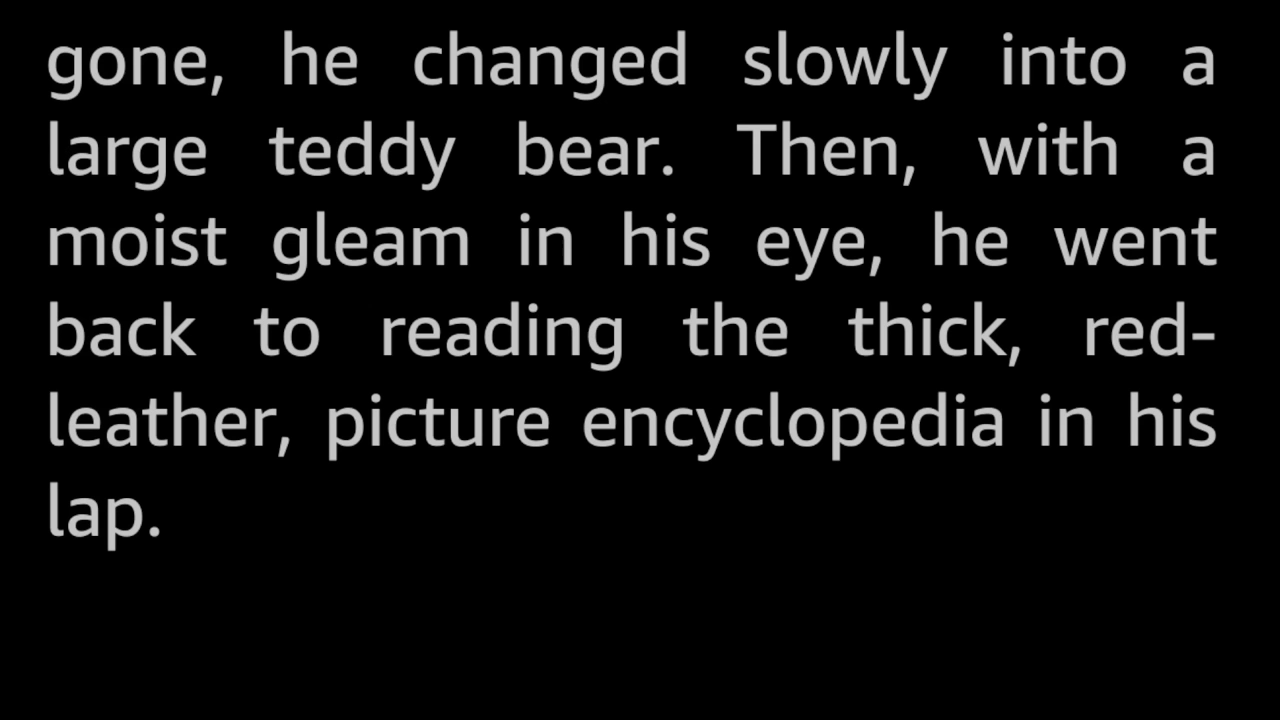 gone, he changed slowly into a
large teddy bear. Then, with a
moist gleam in his eye, he went
back to reading the thick, red-
leather, picture encyclopedia in his
lap.